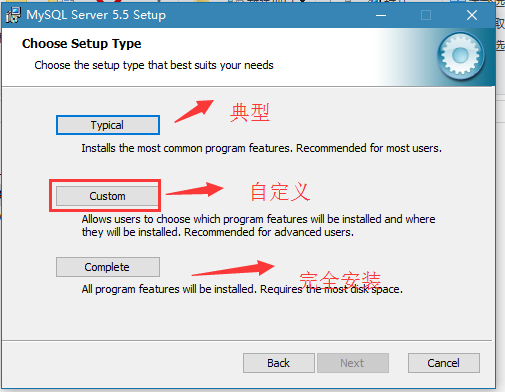 MySQL Server 5.5 Setup
Choose Setup Type
Choose the setup type that best suits your needs
Typical
典型
Installs the most common program features. Recommended for most users.
Custom
自定义
Allows users to choose which program features will be installed and where
they will be installed. Recommended for advanced users.
Complete
完全安装
All program features will be installed. Requires the most disk space.
Back
Next
Cancel